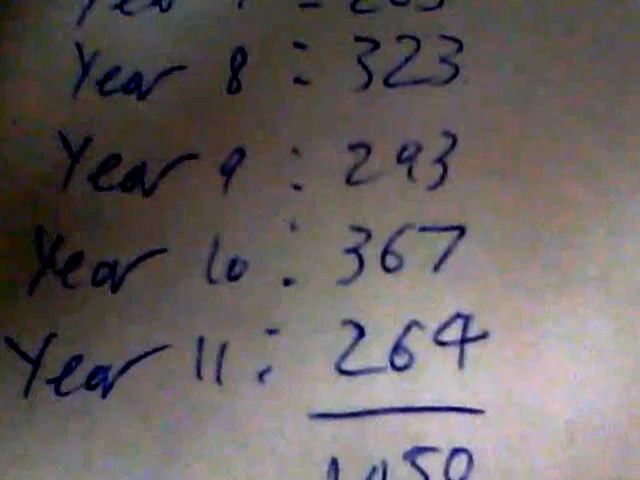 Year 8 : 323
Year 9 : 293
Year 10 : 367
Year 11 : 264